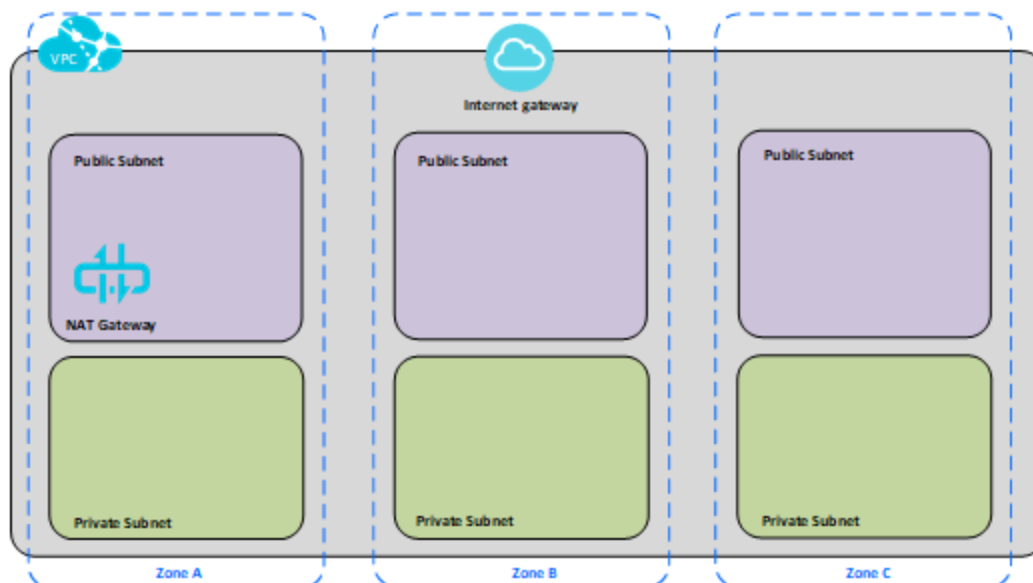 VPC
Internet gateway
Public Subnet
Public Subnet
Public Subnet
NAT Gateway
Private Subnet
Private Subnet
Private Subnet
Zone A
Zone B
Zone C